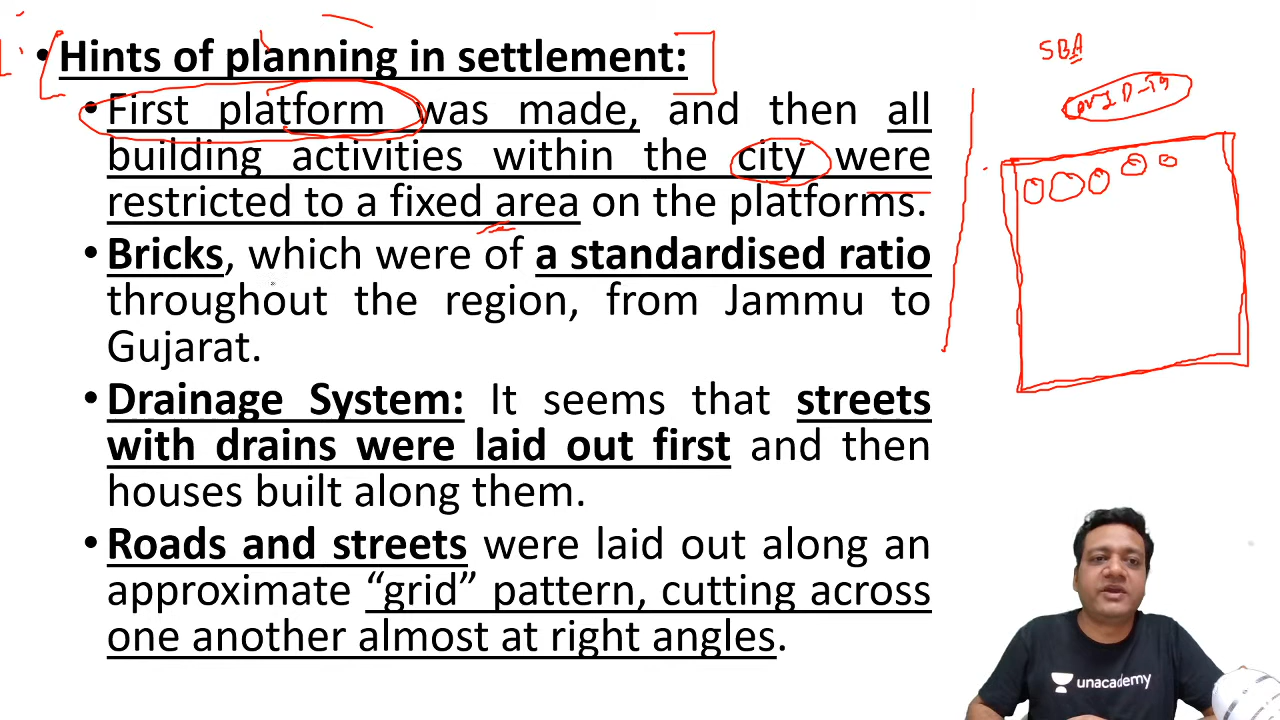 • Hints of planning in settlement:
• First platform was made, and then all
building activities within the city were
restricted to a fixed area on the platforms.
• Bricks, which were of a standardised ratio
throughout the region, from Jammu to
Gujarat.
• Drainage System: It seems that streets
with drains were laid out first and then
houses built along them.
• Roads and streets were laid out along an
approximate “grid” pattern, cutting across
one another almost at right angles.
SBA
unacademy